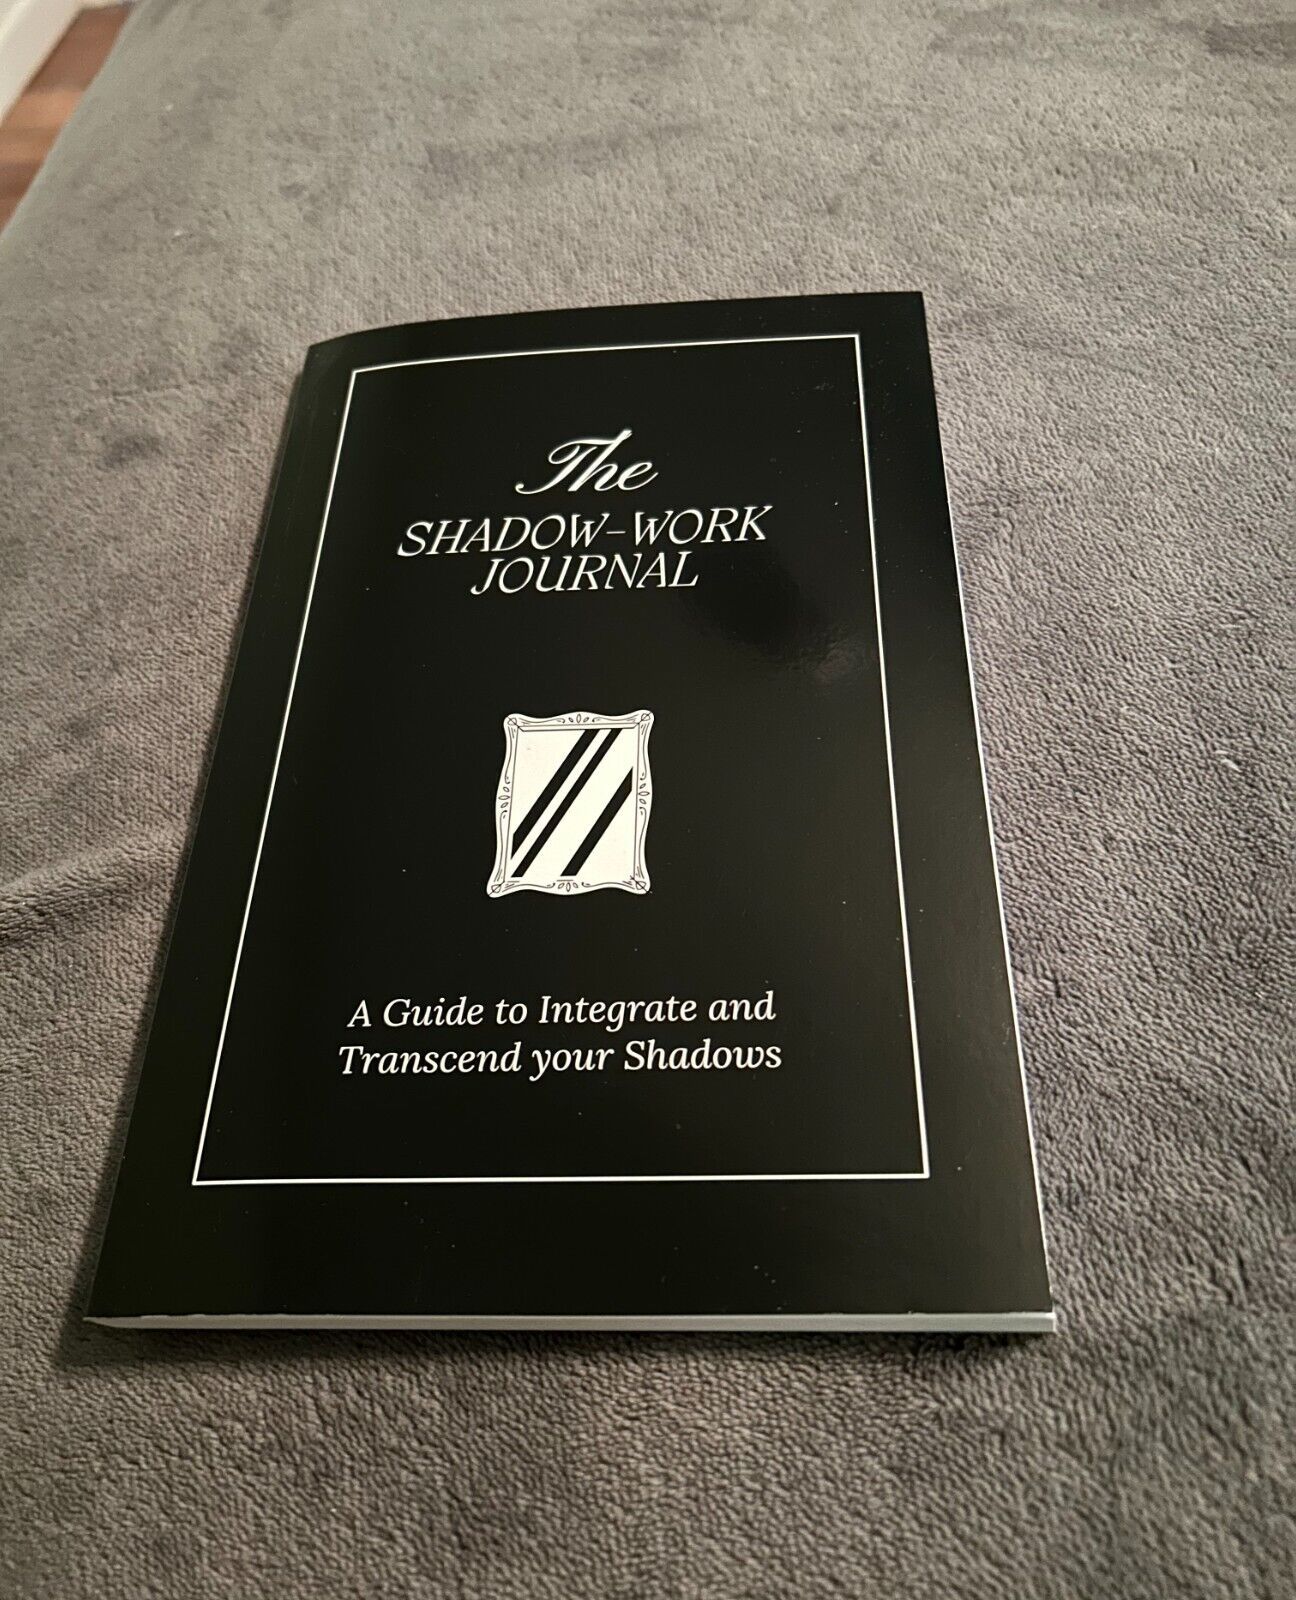 The
SHADOW-WORK
JOURNAL
A Guide to Integrate and
Transcend your Shadows